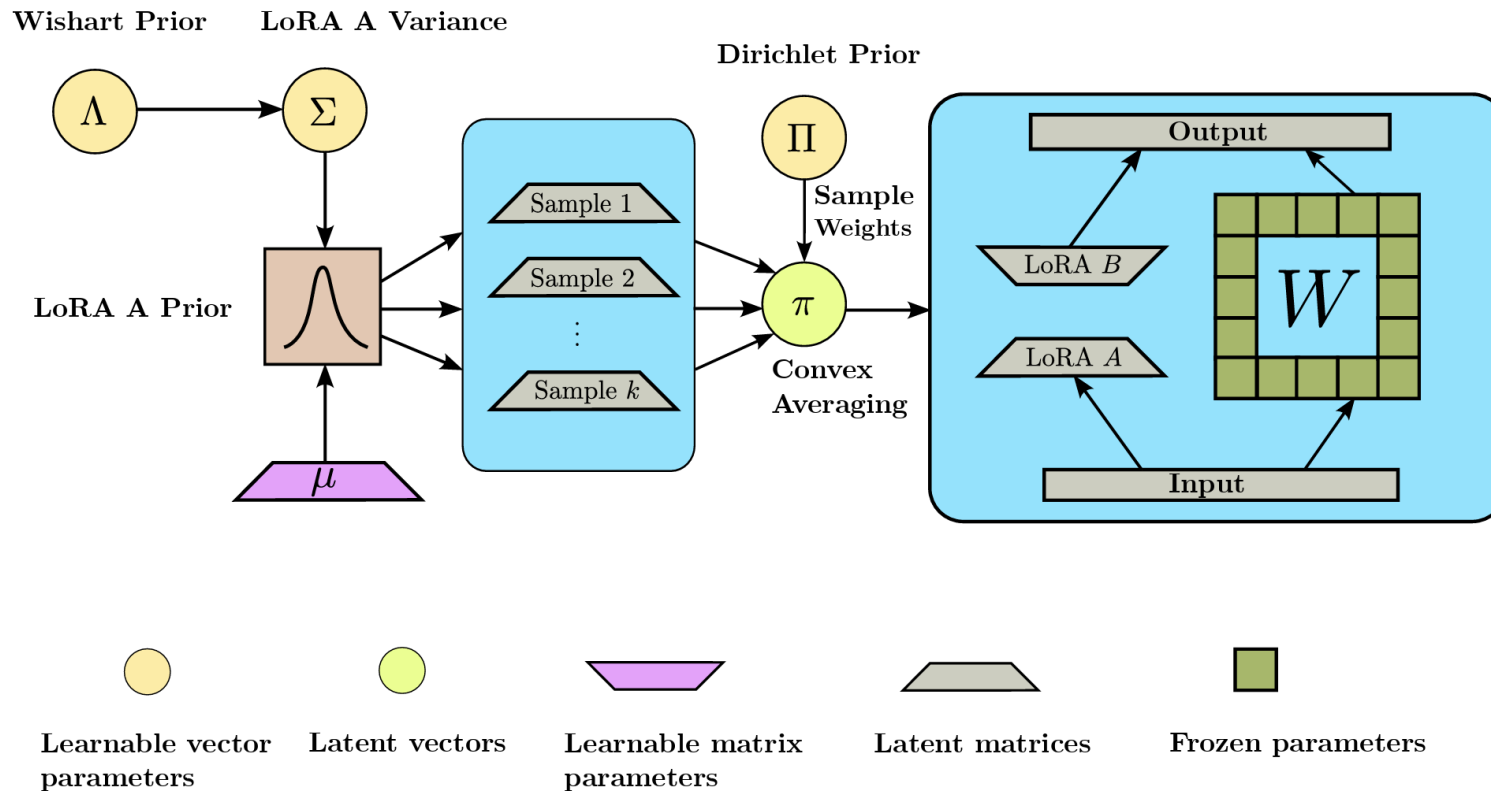 Wishart Prior
LoRA A Variance
Dirichlet Prior
Λ
Σ
Π
Output
Sample 1
Sample
Weights
Sample 2
LoRA B
LoRA A Prior
π
W
⋮
LoRA A
Sample k
Convex
Averaging
μ
Input
Learnable vector
parameters
Latent vectors
Learnable matrix
parameters
Latent matrices
Frozen parameters